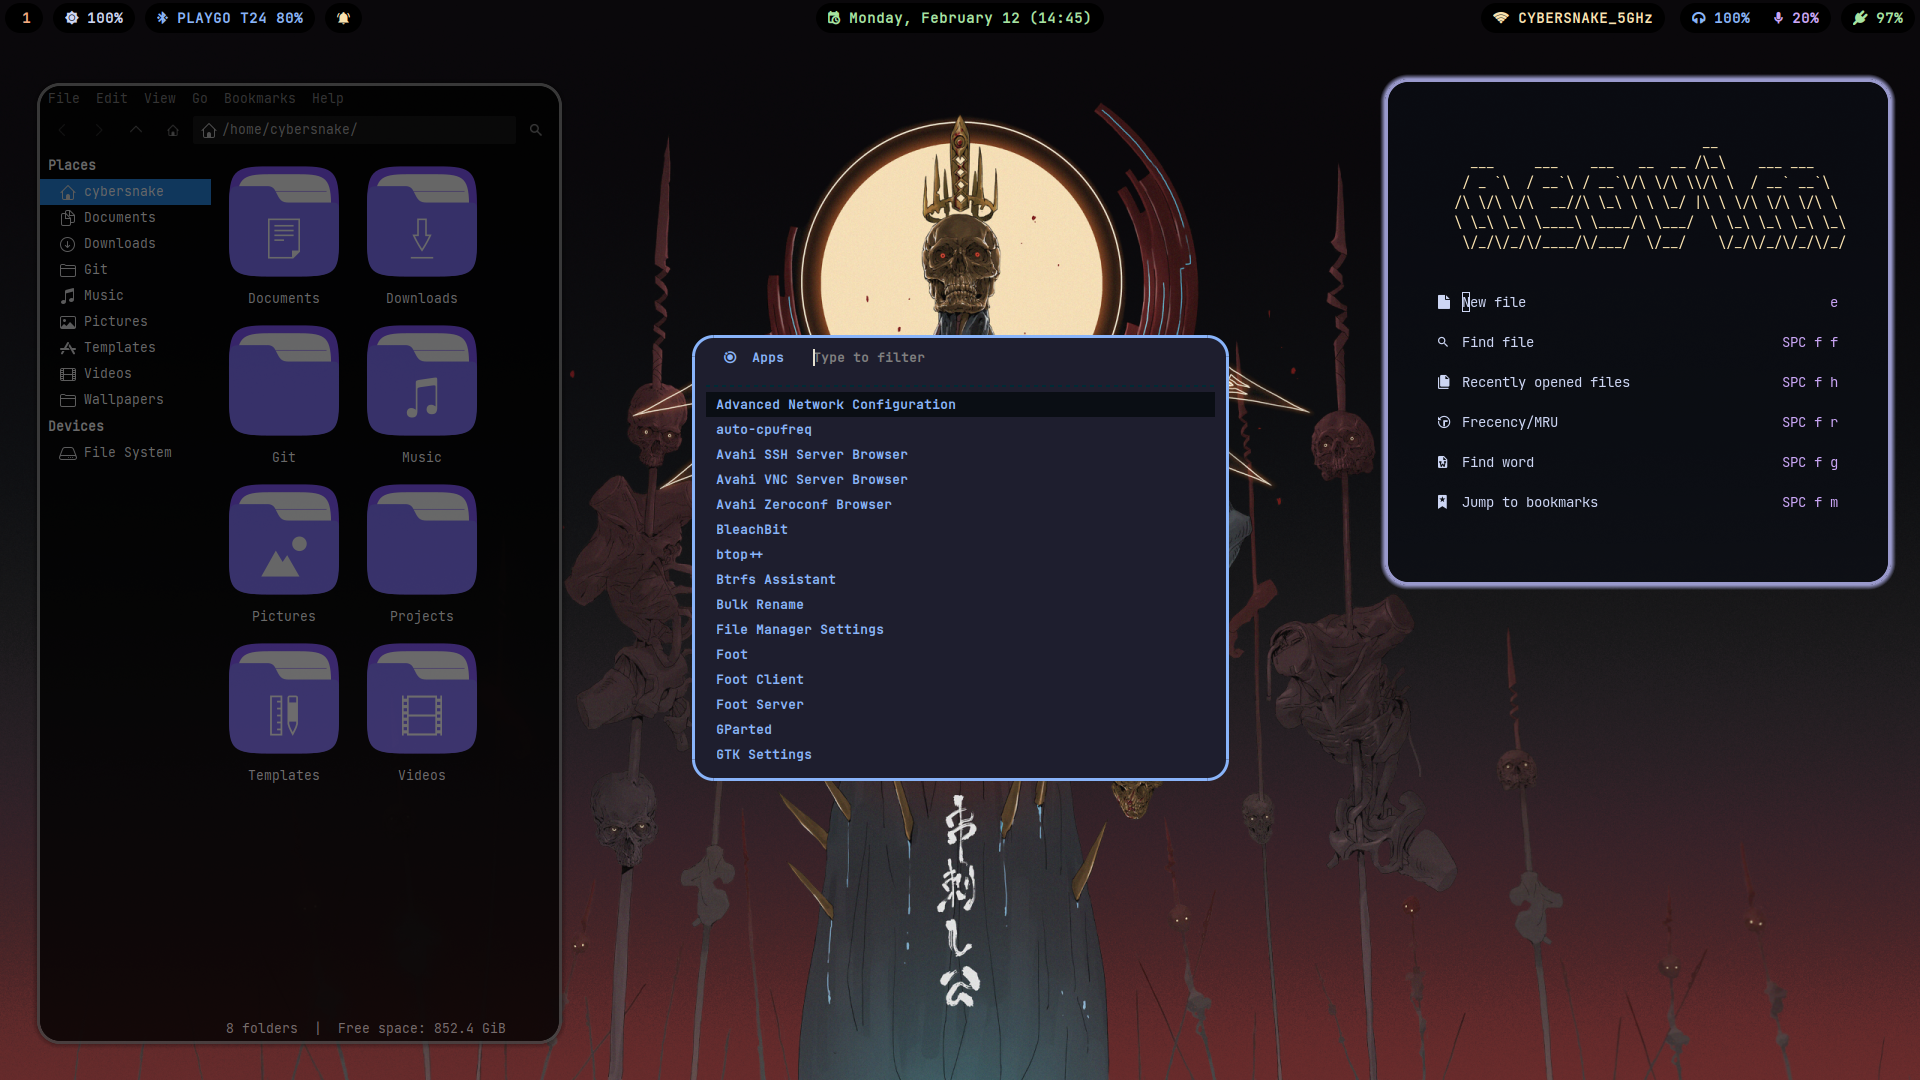 1 100% PLAYGO T24 80% Monday, February 12 (14:45) CYBERSNAKE_5GHz 100% 20% 97%
File Edit View Go Bookmarks Help
/home/cybersnake/
Places
cybersnake
Documents
Downloads
Git
Music
Pictures
Templates
Videos
Wallpapers
Devices
File System
Documents Downloads
Git Music
Pictures Projects
Templates Videos
8 folders | Free space: 852.4 GiB
Apps Type to filter
Advanced Network Configuration
auto-cpufreq
Avahi SSH Server Browser
Avahi VNC Server Browser
Avahi Zeroconf Browser
BleachBit
btop++
Btrfs Assistant
Bulk Rename
File Manager Settings
Foot
Foot Client
Foot Server
GParted
GTK Settings
串
刺
し
公
neovim
New file e
Find file SPC f f
Recently opened files SPC f h
Frecency/MRU SPC f r
Find word SPC f g
Jump to bookmarks SPC f m